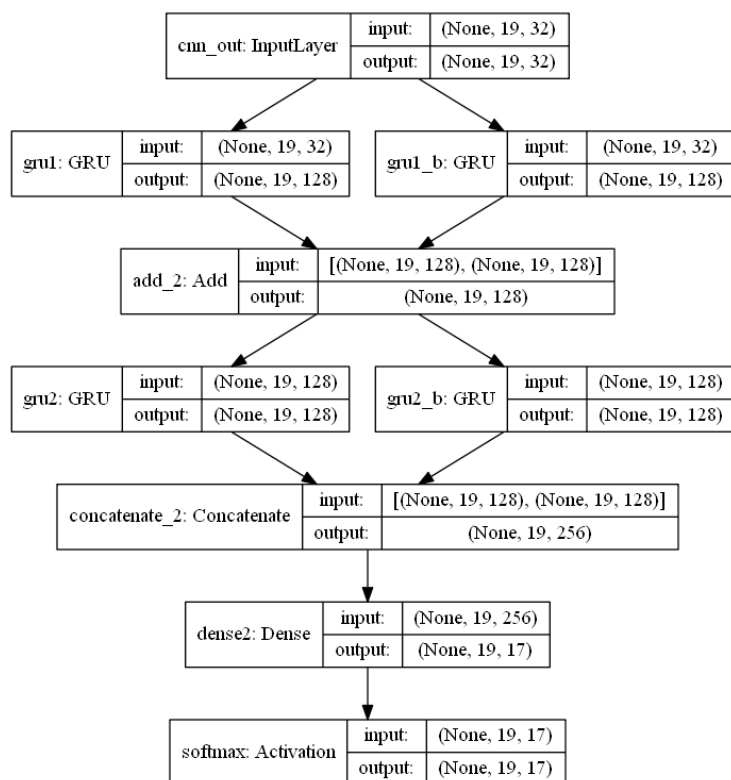 cnn_out: InputLayer
input: (None, 19, 32)
output: (None, 19, 32)
gru1: GRU
input: (None, 19, 32)
output: (None, 19, 128)
gru1_b: GRU
input: (None, 19, 32)
output: (None, 19, 128)
add_2: Add
input: [(None, 19, 128), (None, 19, 128)]
output: (None, 19, 128)
gru2: GRU
input: (None, 19, 128)
output: (None, 19, 128)
gru2_b: GRU
input: (None, 19, 128)
output: (None, 19, 128)
concatenate_2: Concatenate
input: [(None, 19, 128), (None, 19, 128)]
output: (None, 19, 256)
dense2: Dense
input: (None, 19, 256)
output: (None, 19, 17)
softmax: Activation
input: (None, 19, 17)
output: (None, 19, 17)